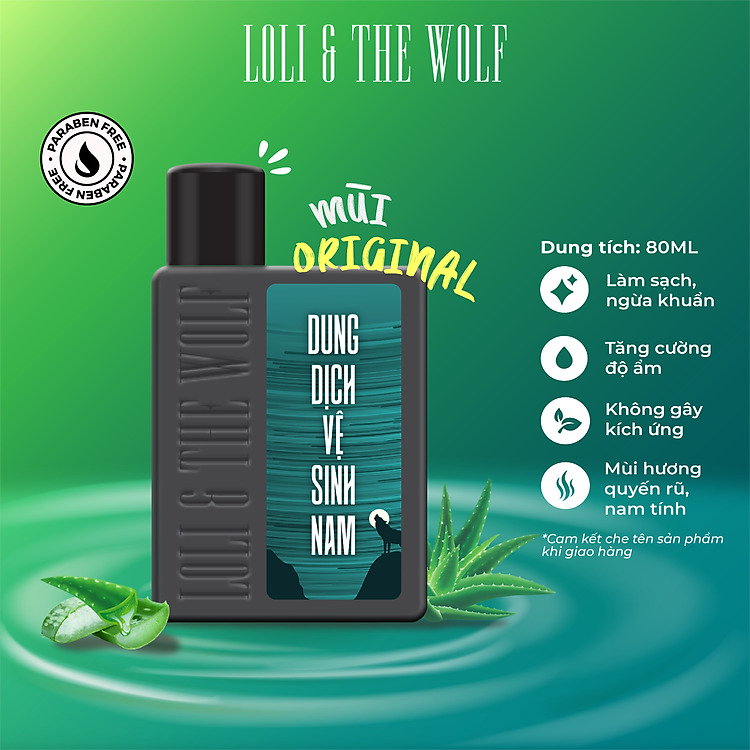 LOLI & THE WOLF
PARABEN FREE
PARABEN FREE
MÙI
ORIGINAL
LOLI & THE WOLF
DUNG
DỊCH
VỆ
SINH
NAM
Dung tích: 80ML
Làm sạch,
ngừa khuẩn
Tăng cường
độ ẩm
Không gây
kích ứng
Mùi hương
quyến rũ,
nam tính
*Cam kết che tên sản phẩm
khi giao hàng